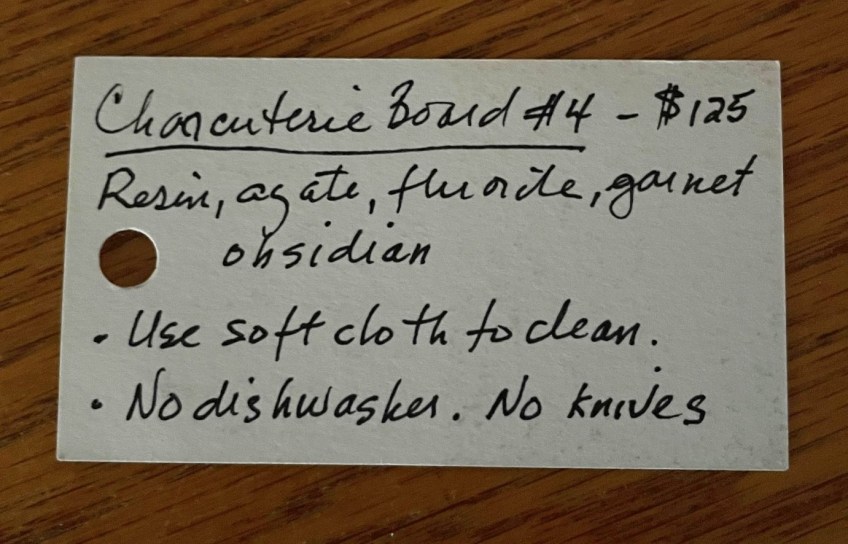 Charcuterie Board #4 - $125
Resin, agate, fluorite, garnet
obsidian
• Use soft cloth to clean.
• No dishwasher. No knives